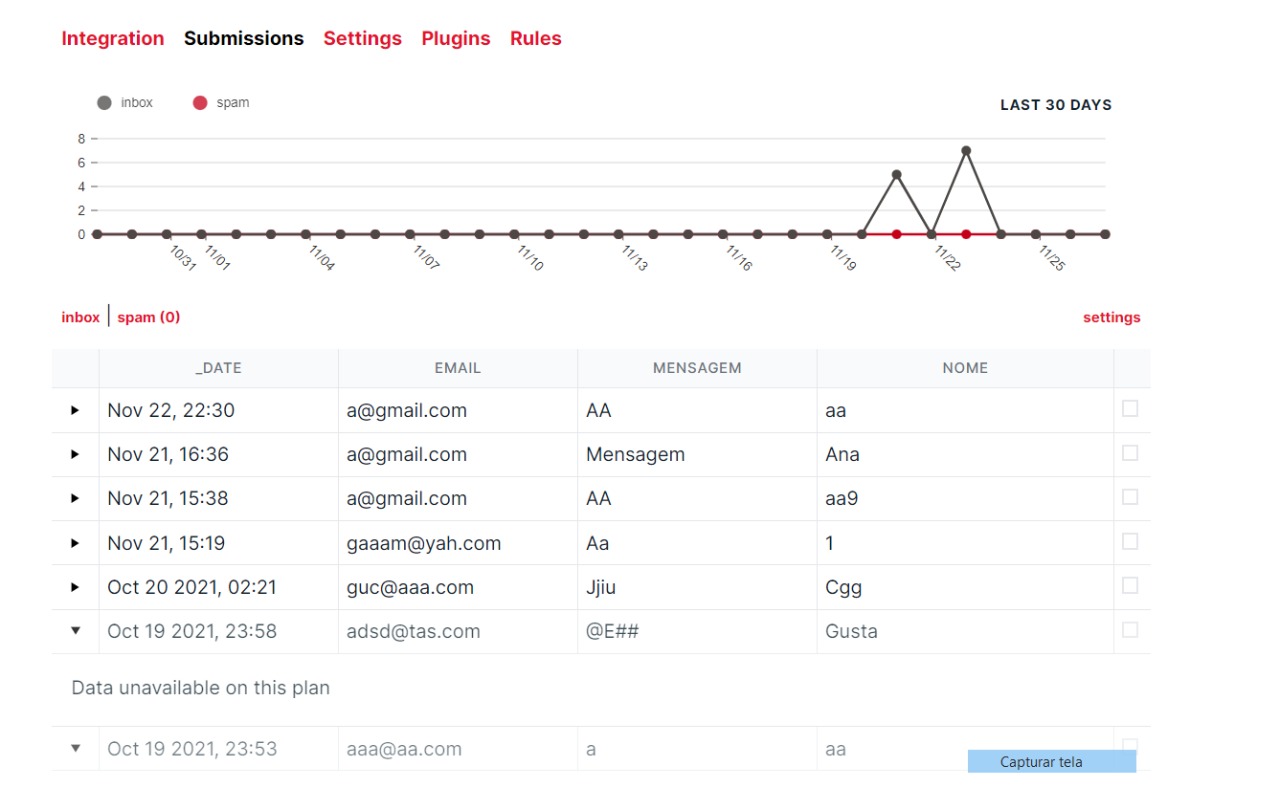 Integration Submissions Settings Plugins Rules
inbox spam LAST 30 DAYS
8
6
4
2
0
10/31 11/01 11/04 11/07 11/10 11/13 11/16 11/19 11/22 11/25
inbox | spam (0) settings
_DATE EMAIL MENSAGEM NOME
Nov 22, 22:30 a@gmail.com AA aa
Nov 21, 16:36 a@gmail.com Mensagem Ana
Nov 21, 15:38 a@gmail.com AA aa9
Nov 21, 15:19 gaaam@yah.com Aa 1
Oct 20 2021, 02:21 guc@aaa.com Jjiu Cgg
Oct 19 2021, 23:58 adsd@tas.com @E## Gusta
Data unavailable on this plan
Oct 19 2021, 23:53 aaa@aa.com a aa
Capturar tela